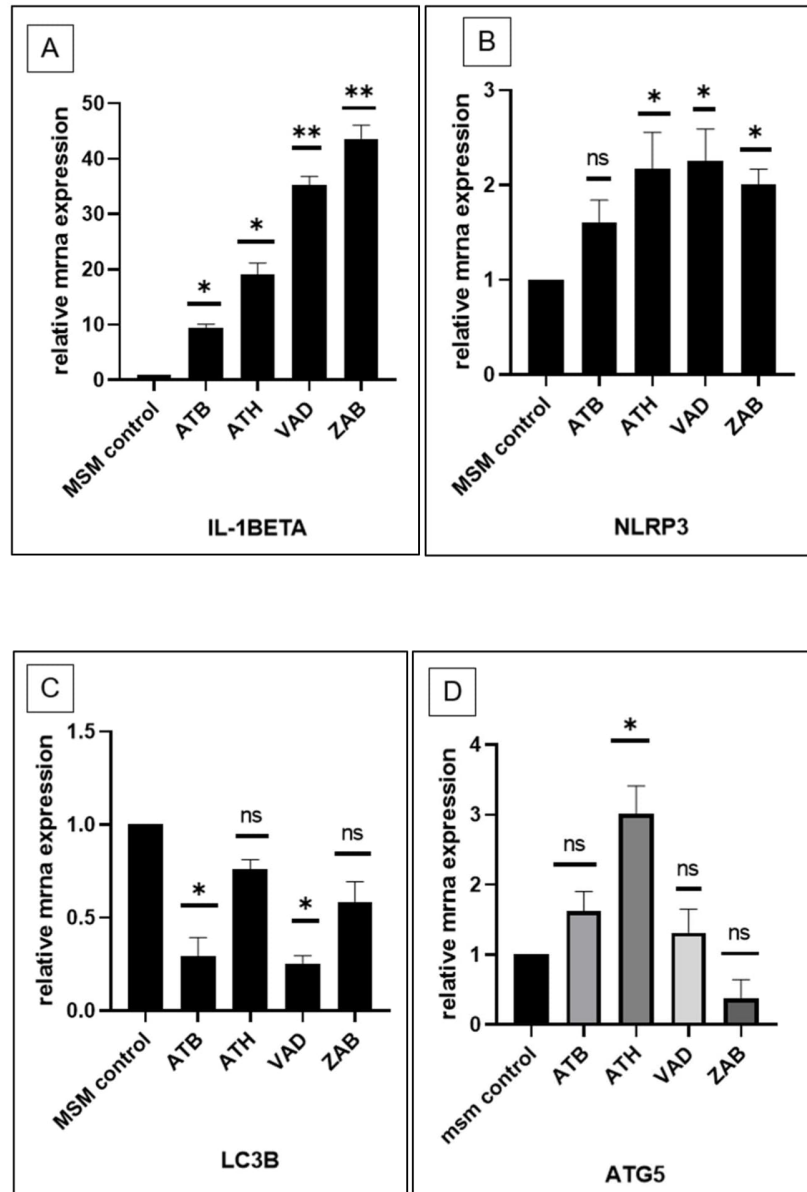 A
relative mrna expression
50
40
30
20
10
0
*
*
**
**
MSM control
ATB
ATH
VAD
ZAB
IL-1BETA
B
relative mrna expression
3
2
1
0
ns
*
*
*
MSM control
ATB
ATH
VAD
ZAB
NLRP3
C
relative mrna expression
1.5
1.0
0.5
0.0
*
ns
*
ns
MSM control
ATB
ATH
VAD
ZAB
LC3B
D
relative mrna expression
4
3
2
1
0
ns
*
ns
ns
msm control
ATB
ATH
VAD
ZAB
ATG5